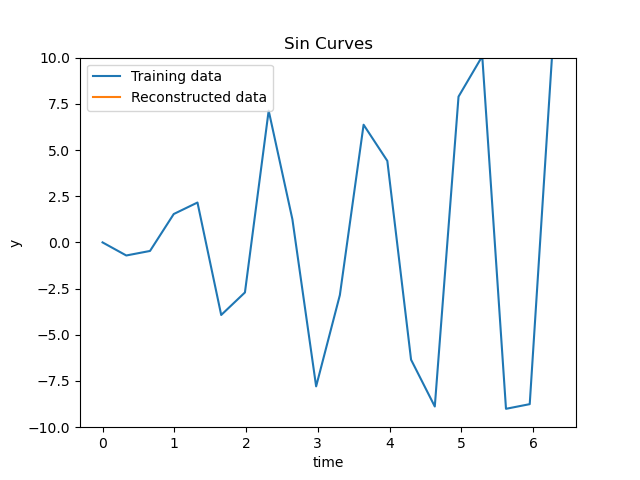 Sin Curves
Training data
Reconstructed data
10.0
7.5
5.0
2.5
0.0
−2.5
−5.0
−7.5
−10.0
y
0 1 2 3 4 5 6
time